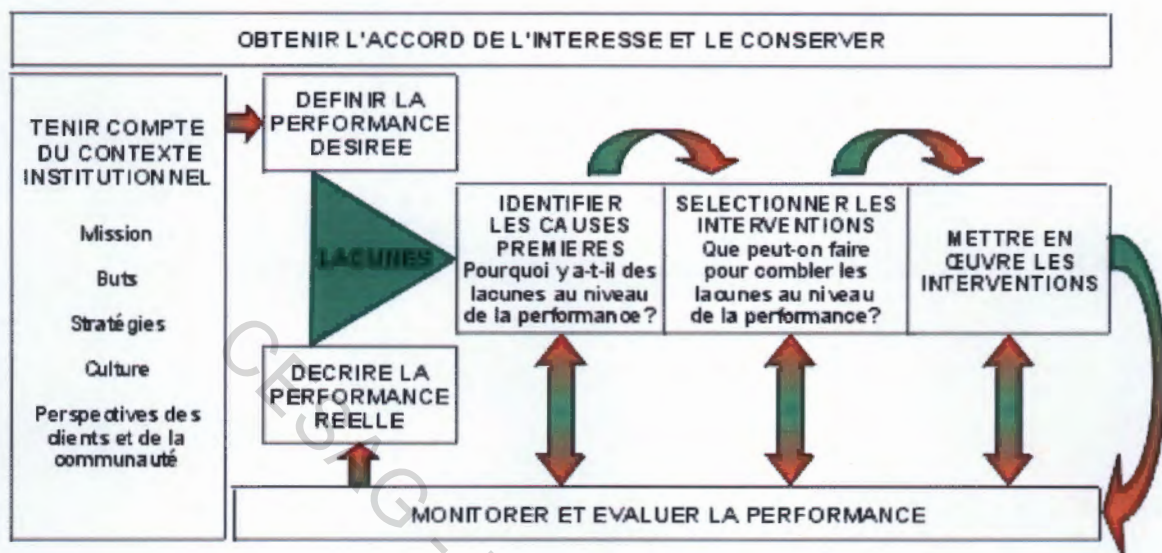 OBTENIR L'ACCORD DE L'INTERESSE ET LE CONSERVER
TENIR COMPTE
DU CONTEXTE
INSTITUTIONNEL
Mission
Buts
Stratégies
Culture
Perspectives des
clients et de la
communauté
DEFINIR LA
PERFORMANCE
DESIREE
LACUNES
DECRIRE LA
PERFORMANCE
REELLE
IDENTIFIER
LES CAUSES
PREMIERES
Pourquoi y a-t-il des
lacunes au niveau
de la performance?
SELECTIONNER LES
INTERVENTIONS
Que peut-on faire
pour combler les
lacunes au niveau
de la performance?
METTRE EN
ŒUVRE LES
INTERVENTIONS
MONITORER ET EVALUER LA PERFORMANCE
CESAG -